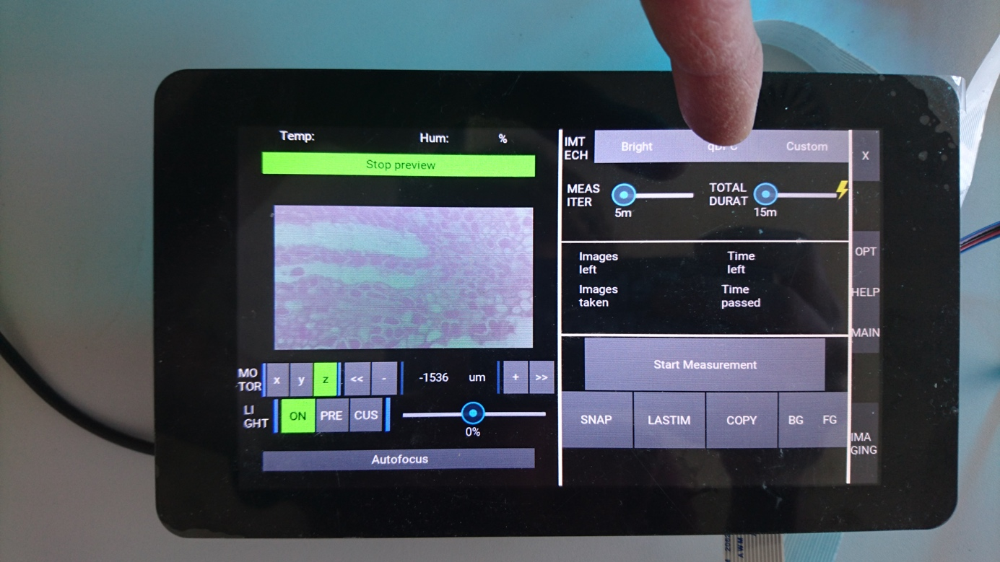 Temp: Hum: %
Stop preview
MO
TOR
x y z << - -1536 um + >>
LI
GHT
ON PRE CUS
0%
Autofocus
IMT
ECH
Bright Custom
MEAS
ITER
5m
TOTAL
DURAT
15m
Images
left
Time
left
Images
taken
Time
passed
Start Measurement
SNAP LASTIM COPY BG FG
X
OPT
HELP
MAIN
IMA
GING